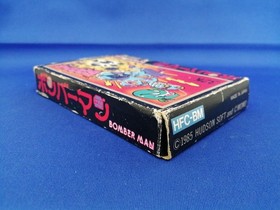 ボンバーマン
BOMBER MAN
HFC-BM
© 1985 HUDSON SOFT
MADE IN JAPAN